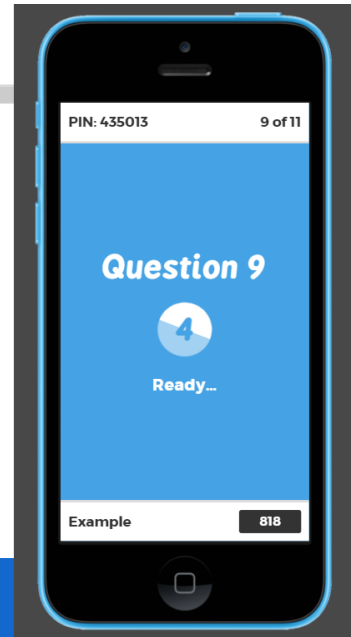 PIN: 435013 9 of 11
Question 9
4
Ready...
Example 818